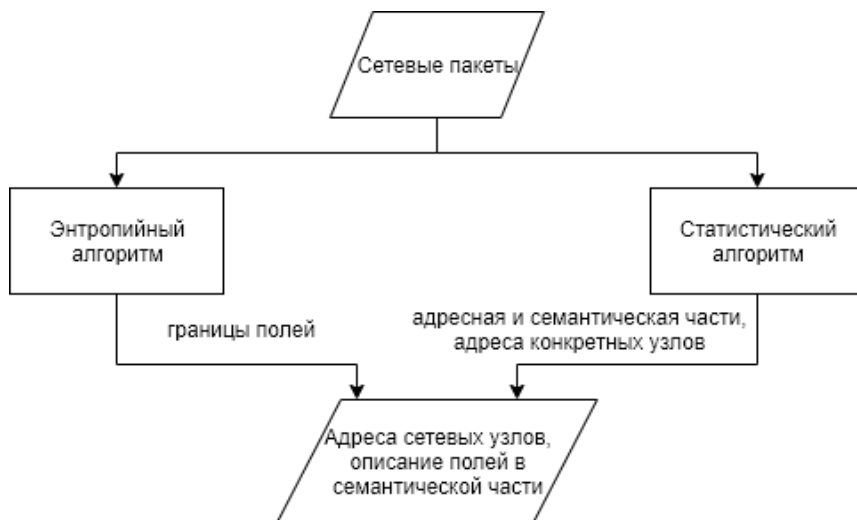 Сетевые пакеты
Энтропийный
алгоритм
Статистический
алгоритм
границы полей
адресная и семантическая части,
адреса конкретных узлов
Адреса сетевых узлов,
описание полей в
семантической части